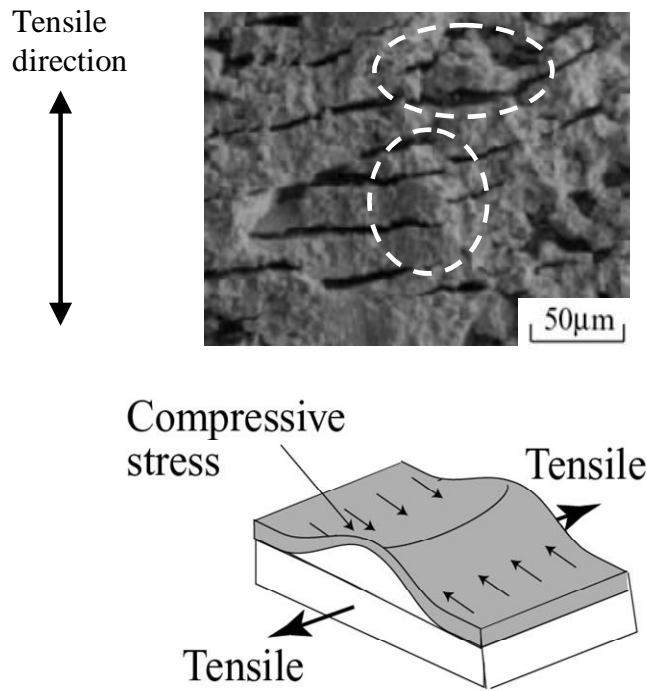 Tensile
direction
50μm
Compressive
stress
Tensile
Tensile